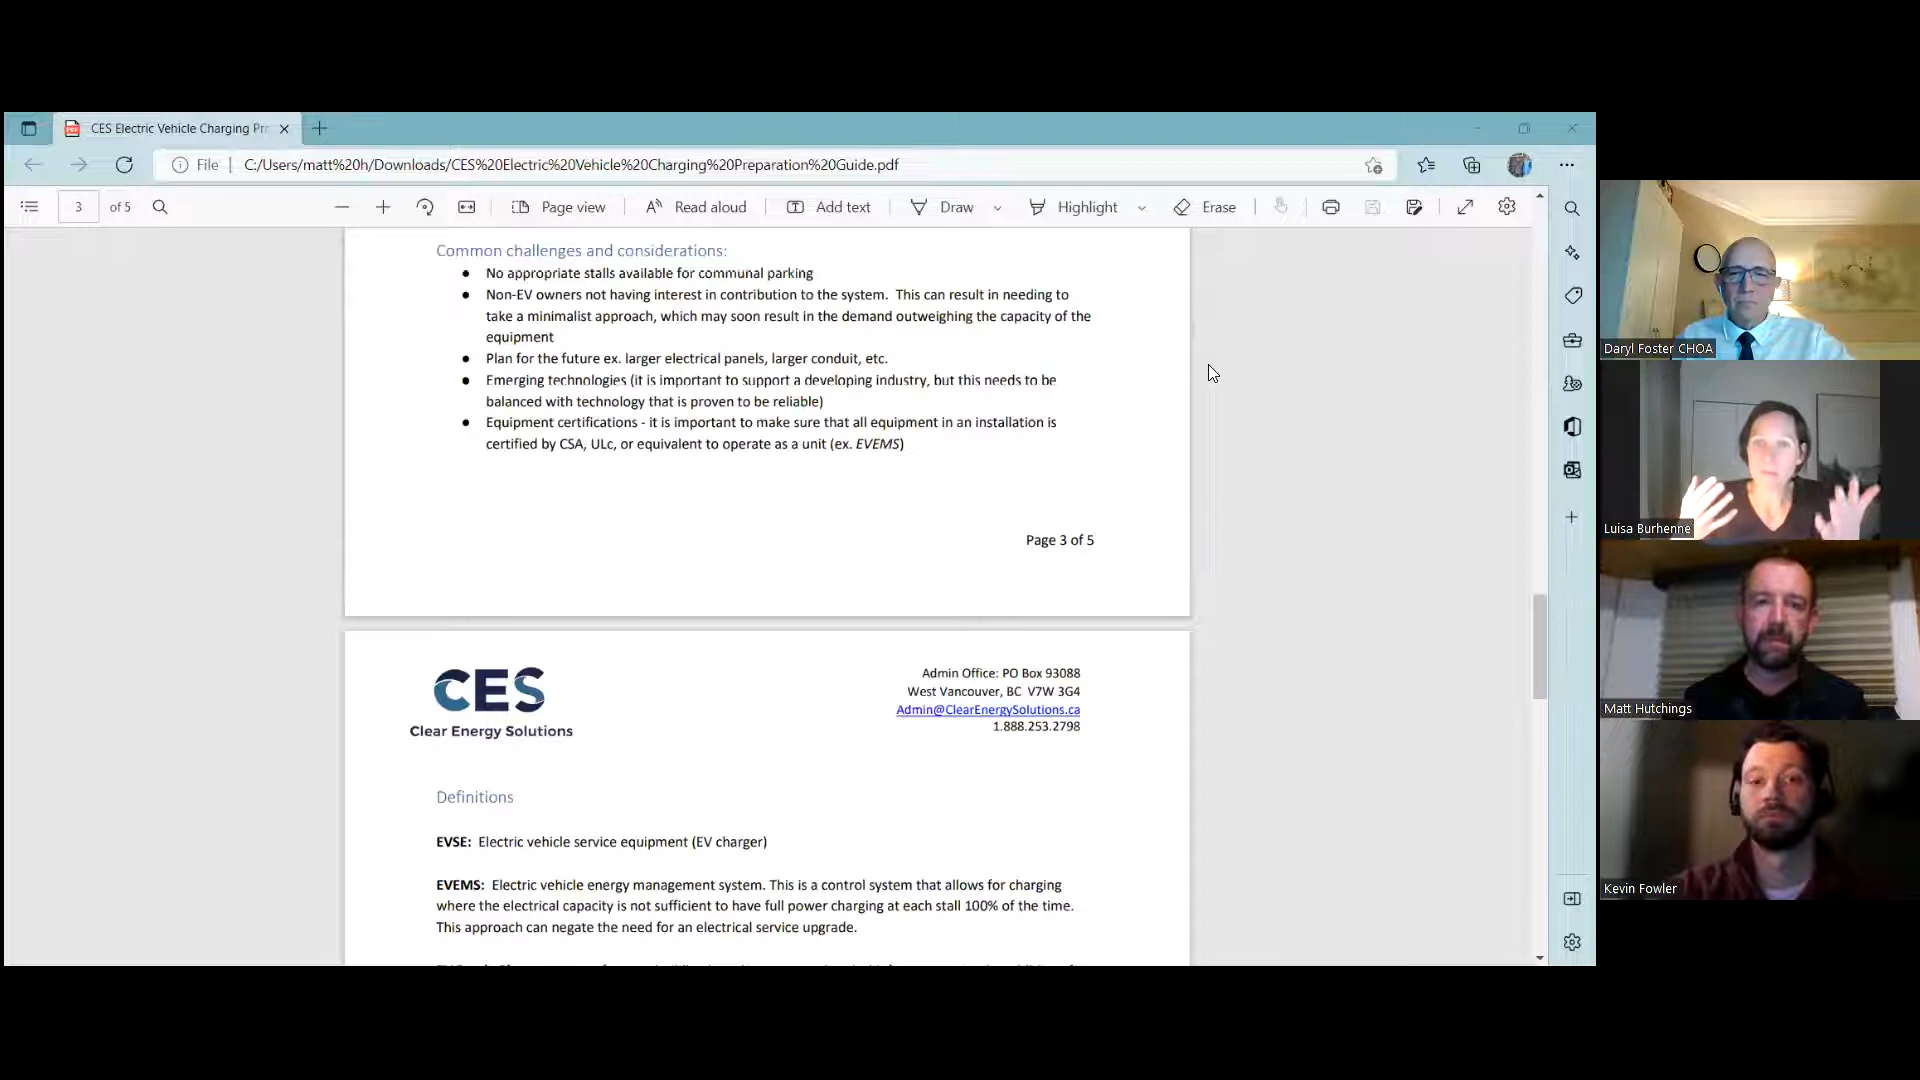 CES Electric Vehicle Charging Pr
File
C:/Users/matt%20h/Downloads/CES%20Electric%20Vehicle%20Charging%20Preparation%20Guide.pdf
3 of 5
Page view
Read aloud
Add text
Draw
Highlight
Erase
Common challenges and considerations:
● No appropriate stalls available for communal parking
● Non-EV owners not having interest in contribution to the system. This can result in needing to
take a minimalist approach, which may soon result in the demand outweighing the capacity of the
equipment
● Plan for the future ex. larger electrical panels, larger conduit, etc.
● Emerging technologies (it is important to support a developing industry, but this needs to be
balanced with technology that is proven to be reliable)
● Equipment certifications - it is important to make sure that all equipment in an installation is
certified by CSA, ULc, or equivalent to operate as a unit (ex. EVEMS)
Page 3 of 5
CES
Clear Energy Solutions
Admin Office: PO Box 93088
West Vancouver, BC V7W 3G4
Admin@ClearEnergySolutions.ca
1.888.253.2798
Definitions
EVSE: Electric vehicle service equipment (EV charger)
EVEMS: Electric vehicle energy management system. This is a control system that allows for charging
where the electrical capacity is not sufficient to have full power charging at each stall 100% of the time.
This approach can negate the need for an electrical service upgrade.
Daryl Foster CHOA
Luisa Burhenne
Matt Hutchings
Kevin Fowler